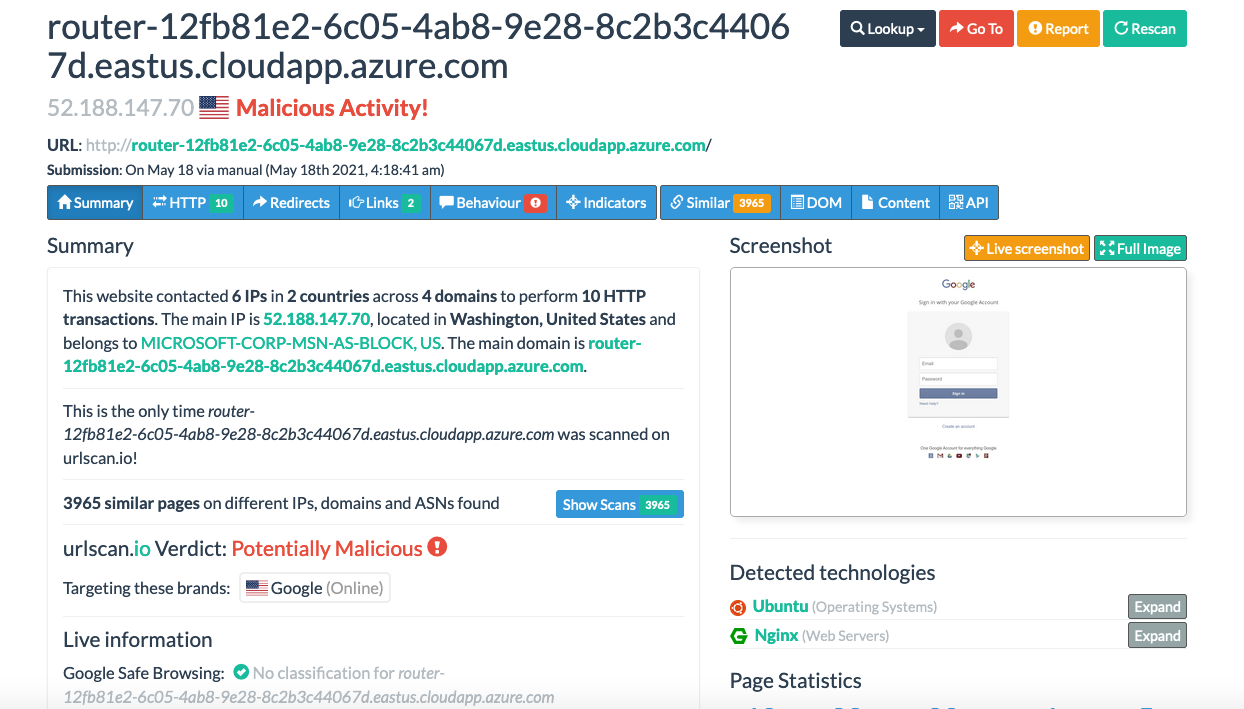 router-12fb81e2-6c05-4ab8-9e28-8c2b3c4406
7d.eastus.cloudapp.azure.com
Lookup Go To Report Rescan
52.188.147.70 Malicious Activity!
URL: http://router-12fb81e2-6c05-4ab8-9e28-8c2b3c44067d.eastus.cloudapp.azure.com/
Submission: On May 18 via manual (May 18th 2021, 4:18:41 am)
Summary HTTP 10 Redirects Links 2 Behaviour Indicators Similar 3965 DOM Content API
Summary
This website contacted 6 IPs in 2 countries across 4 domains to perform 10 HTTP
transactions. The main IP is 52.188.147.70, located in Washington, United States and
belongs to MICROSOFT-CORP-MSN-AS-BLOCK, US. The main domain is router-
12fb81e2-6c05-4ab8-9e28-8c2b3c44067d.eastus.cloudapp.azure.com.
This is the only time router-
12fb81e2-6c05-4ab8-9e28-8c2b3c44067d.eastus.cloudapp.azure.com was scanned on
urlscan.io!
3965 similar pages on different IPs, domains and ASNs found
Show Scans 3965
urlscan.io Verdict: Potentially Malicious
Targeting these brands: Google (Online)
Live information
Google Safe Browsing: No classification for router-
12fb81e2-6c05-4ab8-9e28-8c2b3c44067d.eastus.cloudapp.azure.com
Screenshot
Live screenshot Full Image
Google
Sign in with your Google Account
Email
Password
Sign in
Need help?
Create an account
One Google Account for everything Google
Detected technologies
Ubuntu (Operating Systems) Expand
Nginx (Web Servers) Expand
Page Statistics